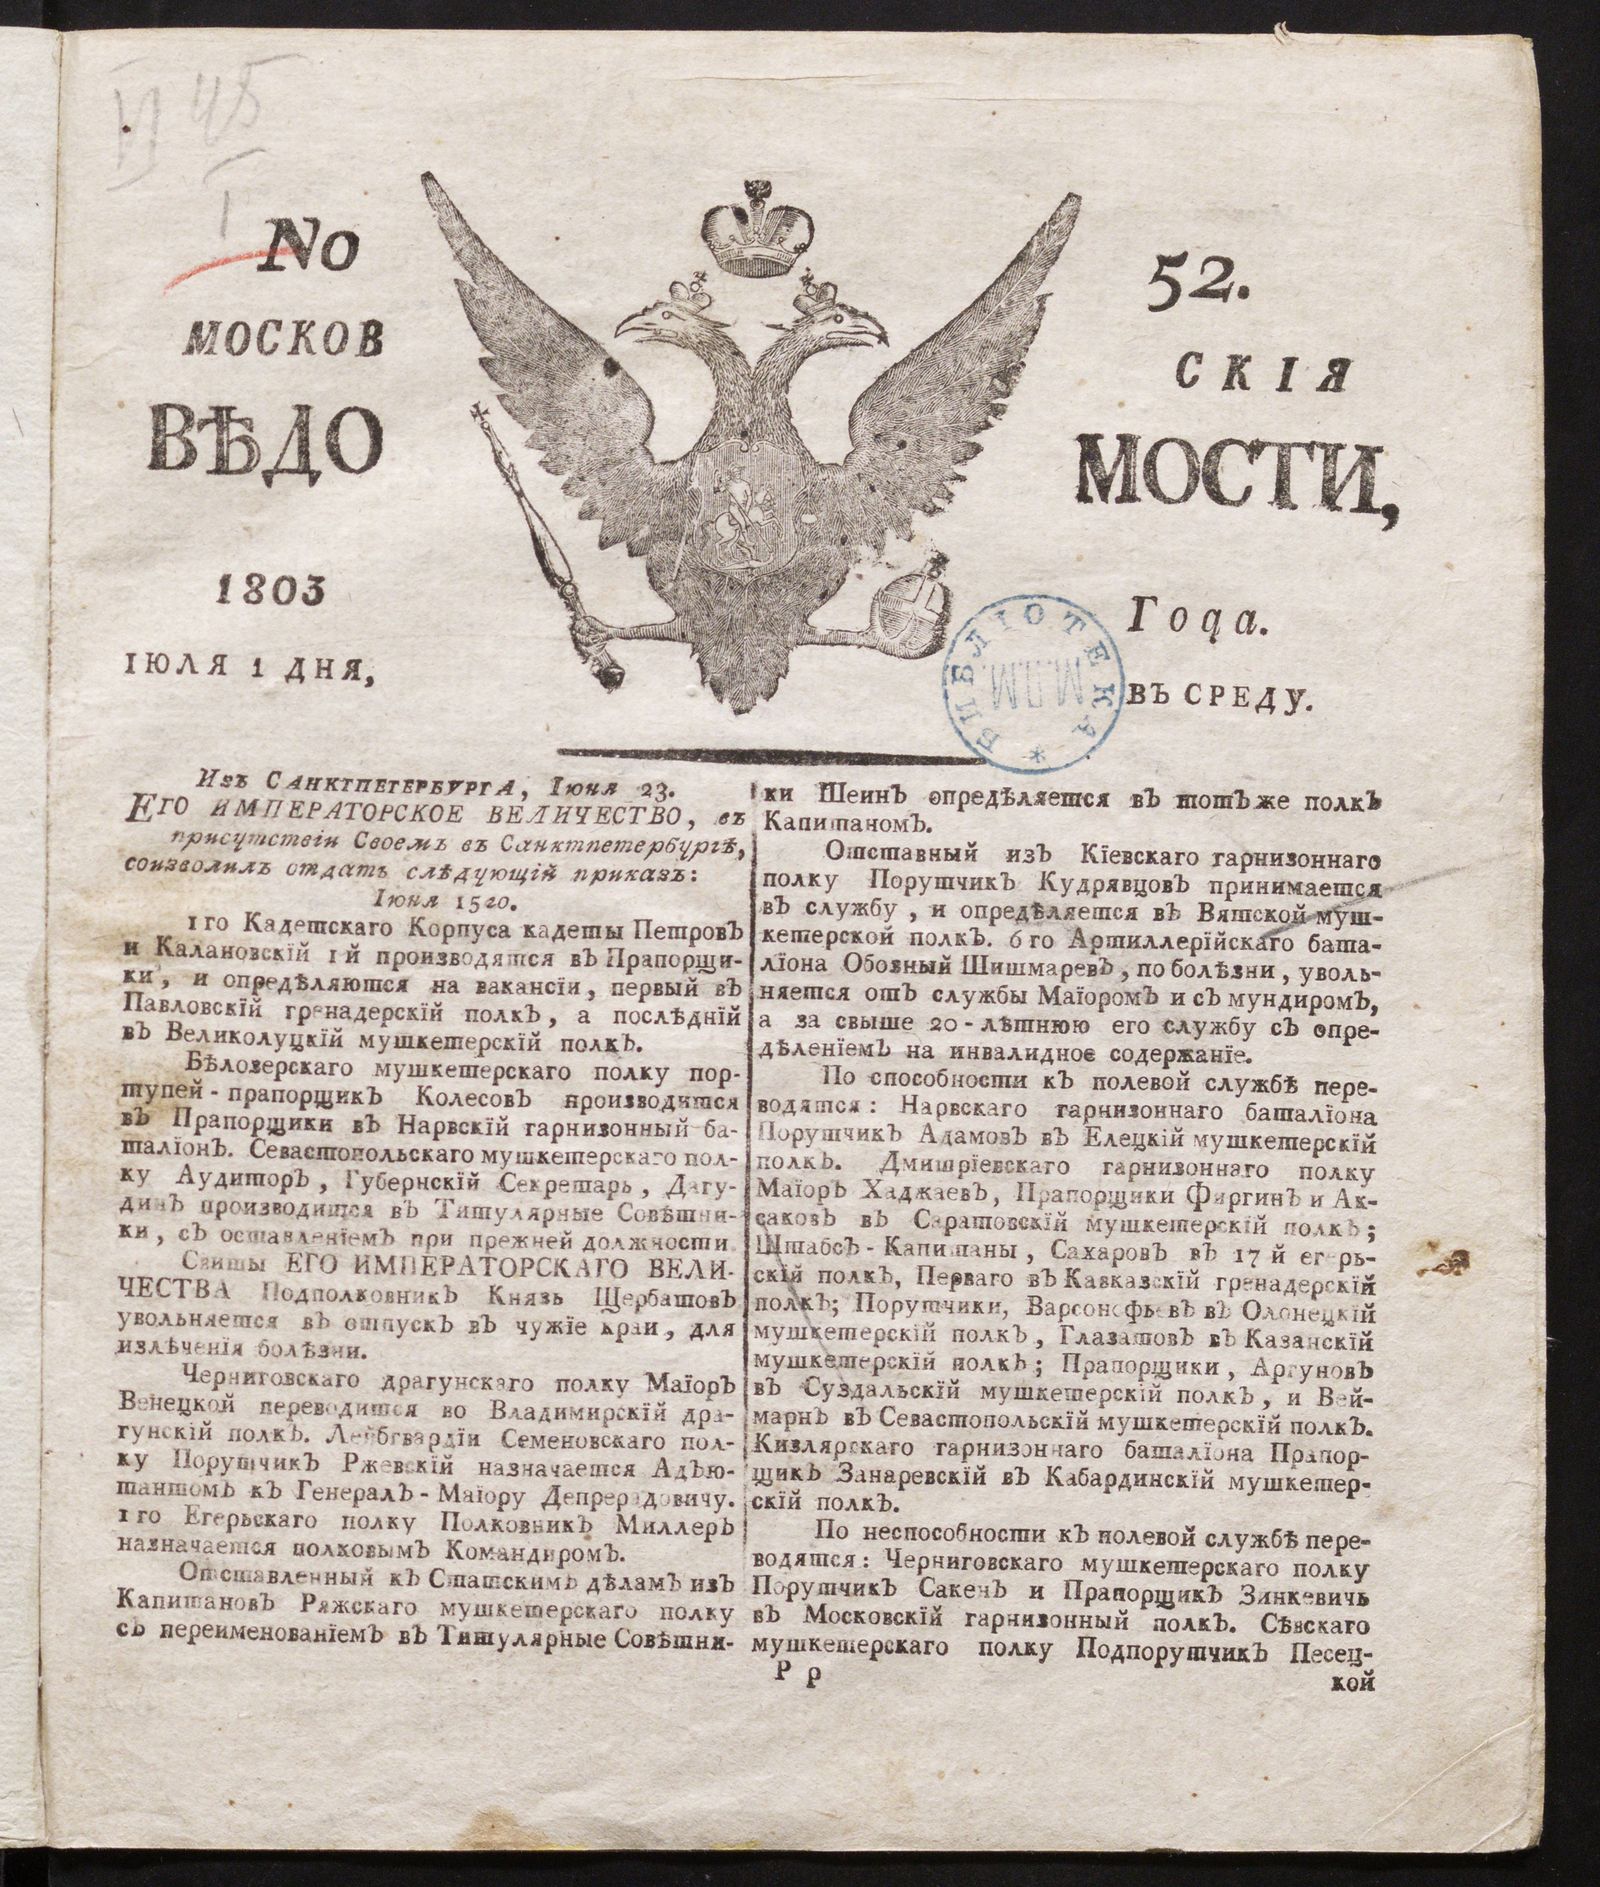 No 52.
МОСКОВ СКІЯ
ВѢДО МОСТИ,
1803 Года.
ІЮЛЯ 1 ДНЯ, ВЪ СРЕДУ.
БИБЛІОТЕКА
Изъ Санктпетербурга, Іюня 23.
Его ИМПЕРАТОРСКОЕ ВЕЛИЧЕСТВО, въ
присутствіи Своемъ въ Санктпетербургѣ,
соизволилъ отдать слѣдующій приказъ:
Іюня 15го.
1го Кадетскаго Корпуса кадеты Петровъ
и Калановскій 1й производятся въ Прапорщи-
ки, и опредѣляются на вакансіи, первый въ
Павловскій гренадерскій полкъ, а послѣдній
въ Великолуцкій мушкетерскій полкъ.
Бѣлозерскаго мушкетерскаго полку пор-
тупей-прапорщикъ Колесовъ производится
въ Прапорщики въ Нарвскій гарнизонный ба-
таліонъ. Севастопольскаго мушкетерскаго пол-
ку Аудиторъ, Губернскій Секретарь, Дагу-
динъ производится въ Титулярные Совѣтни-
ки, съ оставленіемъ при прежней должности
Свиты ЕГО ИМПЕРАТОРСКАГО ВЕЛИ-
ЧЕСТВА Подполковникъ Князь Щербатовъ
увольняется въ отпускъ въ чужіе краи, для
излѣченія болѣзни.
Черниговскаго драгунскаго полку Маіоръ
Венецкой переводится во Владимирскій дра-
гунскій полкъ. Лейбгвардіи Семеновскаго пол-
ку Порутчикъ Ржевскій назначается Адъю-
тантомъ къ Генералъ-Маіору Депрерадовичу.
1го Егерьскаго полку Полковникъ Миллеръ
назначается полковымъ Командиромъ.
Отставленный къ Статскимъ дѣламъ изъ
Капитановъ Ряжскаго мушкетерскаго полку
съ переименованіемъ въ Титулярные Совѣтни-
ки Шеинъ опредѣляется въ тотъ же полкъ
Капитаномъ.
Отставный изъ Кіевскаго гарнизоннаго
полку Порутчикъ Кудрявцовъ принимается
въ службу, и опредѣляется въ Вятской муш-
кетерской полкъ. 6го Артиллерійскаго бата-
ліона Обозный Шишмаревъ, по болѣзни, уволь-
няется отъ службы Маіоромъ и съ мундиромъ,
а за свыше 20-лѣтнюю его службу съ опре-
дѣленіемъ на инвалидное содержаніе.
По способности къ полевой службѣ пере-
водятся: Нарвскаго гарнизоннаго баталіона
Порутчикъ Адамовъ въ Елецкій мушкетерскій
полкъ. Дмитріевскаго гарнизоннаго полку
Маіоръ Хаджаевъ, Прапорщики Фиргинъ и Ак-
саковъ въ Саратовскій мушкетерскій полкъ;
Штабсъ-Капитаны, Сахаровъ въ 17й егерь-
скій полкъ, Перваго въ Кавказскій гренадерскій
полкъ; Порутчики, Варсонофьевъ въ Олонецкій
мушкетерскій полкъ, Глазатовъ въ Казанскій
мушкетерскій полкъ; Прапорщики, Аргуновъ
въ Суздальскій мушкетерскій полкъ, и Вей-
марнъ въ Севастопольскій мушкетерскій полкъ.
Кизлярскаго гарнизоннаго баталіона Прапор-
щикъ Занаревскій въ Кабардинскій мушкетер-
скій полкъ.
По неспособности къ полевой службѣ пере-
водятся: Черниговскаго мушкетерскаго полку
Порутчикъ Сакенъ и Прапорщикъ Зинкевичь
въ Московскій гарнизонный полкъ. Сѣвскаго
мушкетерскаго полку Подпорутчикъ Песец-
Р р кой